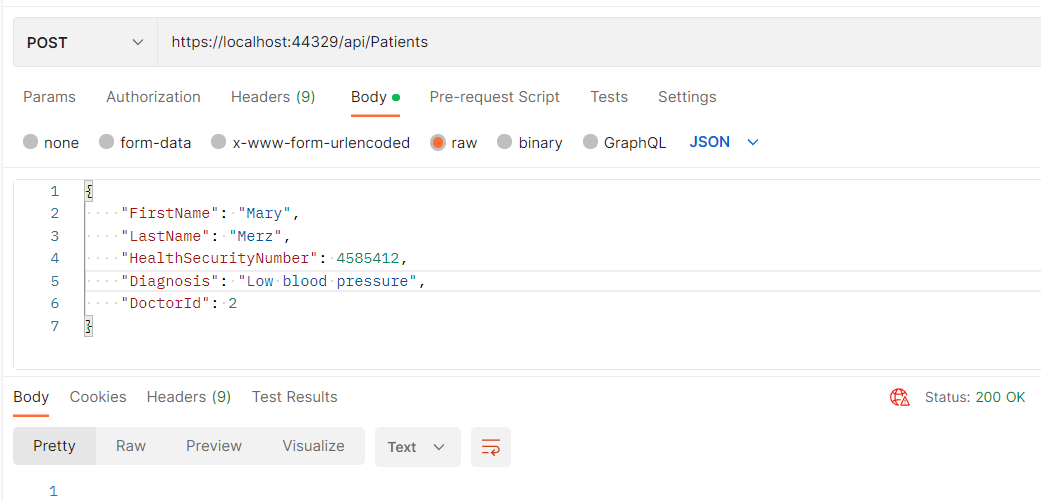 POST https://localhost:44329/api/Patients
Params Authorization Headers (9) Body Pre-request Script Tests Settings
none form-data x-www-form-urlencoded raw binary GraphQL JSON
1 {
2 "FirstName": "Mary",
3 "LastName": "Merz",
4 "HealthSecurityNumber": 4585412,
5 "Diagnosis": "Low blood pressure",
6 "DoctorId": 2
7 }
Body Cookies Headers (9) Test Results Status: 200 OK
Pretty Raw Preview Visualize Text
1